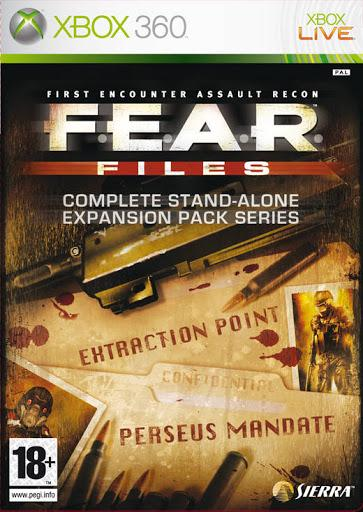 XBOX 360
XBOX
LIVE
PAL
FIRST ENCOUNTER ASSAULT RECON
F.E.A.R.
FILES
COMPLETE STAND-ALONE
EXPANSION PACK SERIES
EXTRACTION POINT
CONFIDENTIAL
PERSEUS MANDATE
18+
www.pegi.info
SIERRA